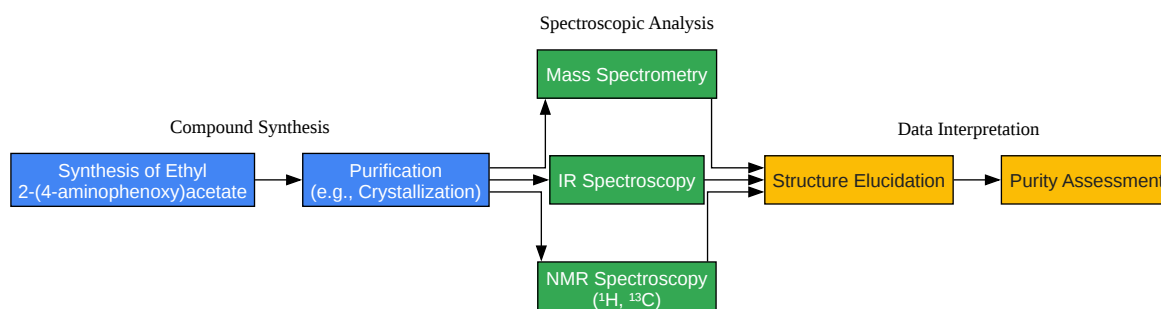 Spectroscopic Analysis
Mass Spectrometry
Compound Synthesis
Data Interpretation
Synthesis of Ethyl
2-(4-aminophenoxy)acetate
Purification
(e.g., Crystallization)
IR Spectroscopy
Structure Elucidation
Purity Assessment
NMR Spectroscopy
(¹H, ¹³C)